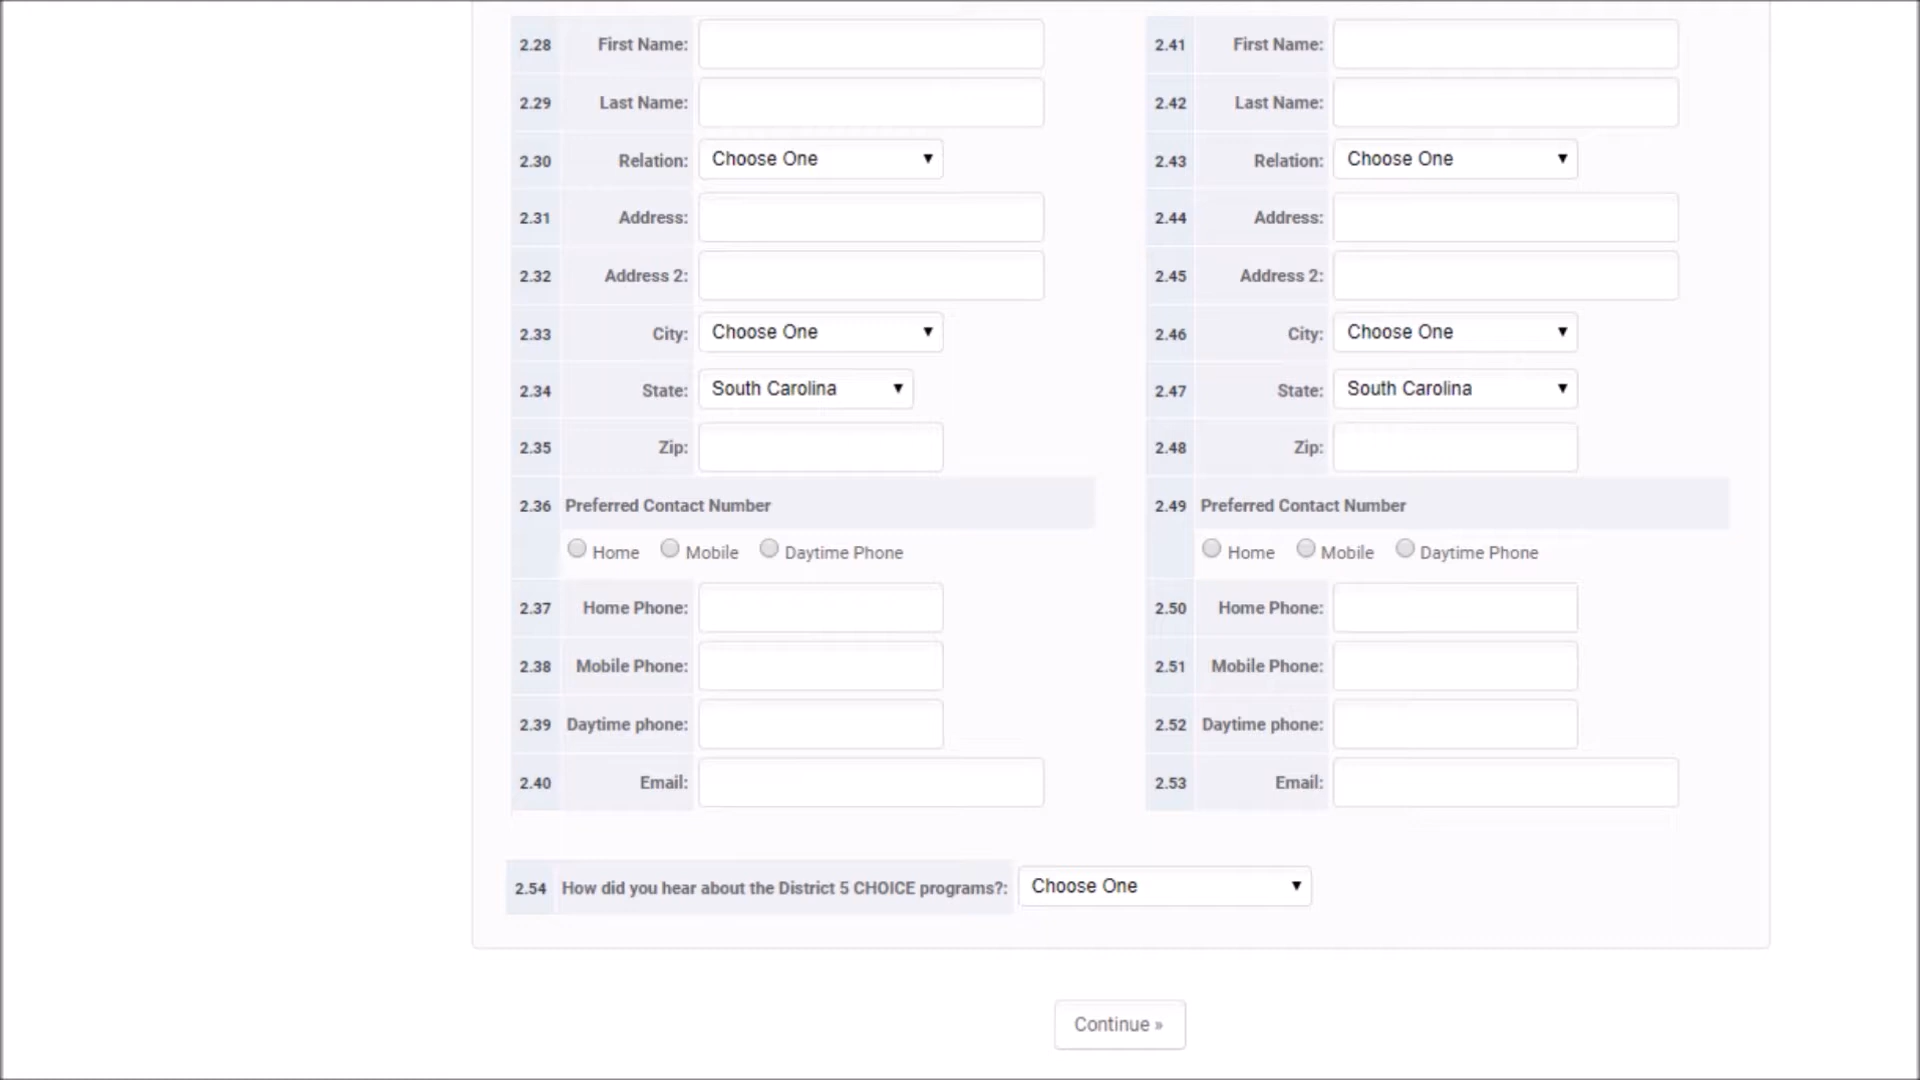 2.28 First Name:
2.29 Last Name:
2.30 Relation: Choose One
2.31 Address:
2.32 Address 2:
2.33 City: Choose One
2.34 State: South Carolina
2.35 Zip:
2.36 Preferred Contact Number
Home Mobile Daytime Phone
2.37 Home Phone:
2.38 Mobile Phone:
2.39 Daytime phone:
2.40 Email:
2.41 First Name:
2.42 Last Name:
2.43 Relation: Choose One
2.44 Address:
2.45 Address 2:
2.46 City: Choose One
2.47 State: South Carolina
2.48 Zip:
2.49 Preferred Contact Number
Home Mobile Daytime Phone
2.50 Home Phone:
2.51 Mobile Phone:
2.52 Daytime phone:
2.53 Email:
2.54 How did you hear about the District 5 CHOICE programs?: Choose One
Continue »